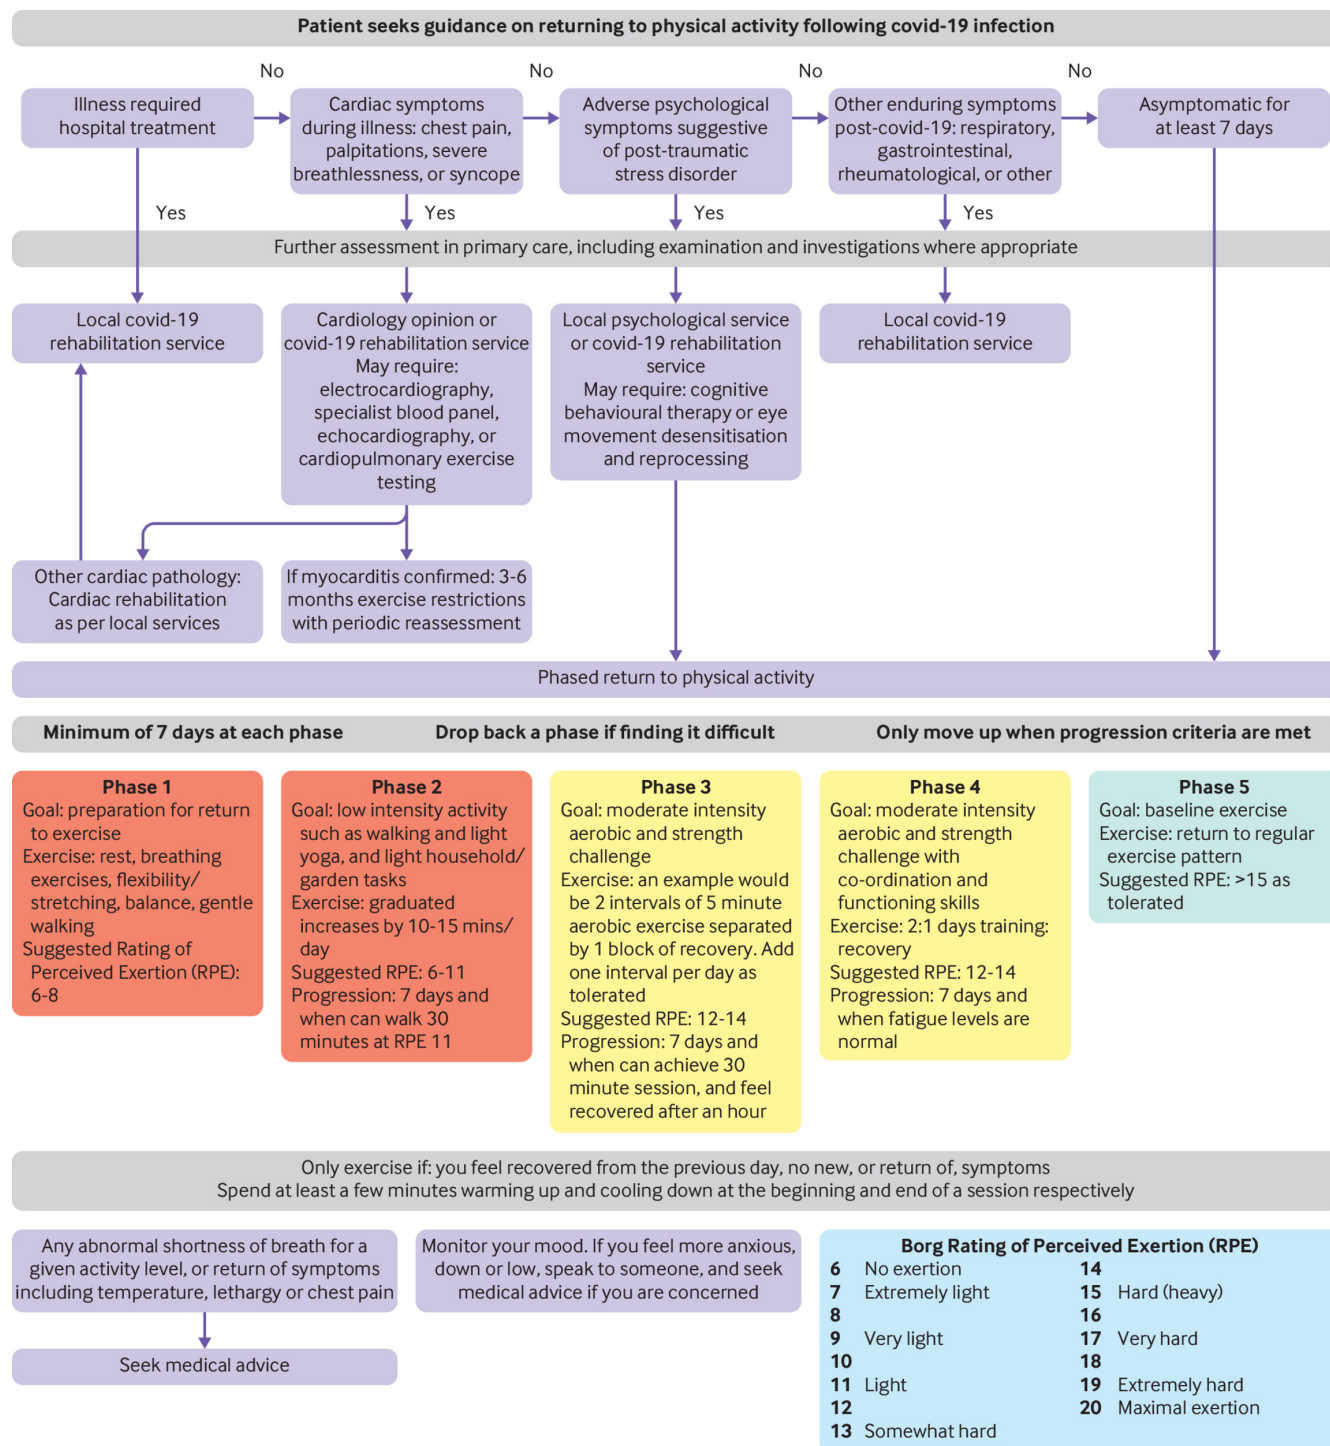 Patient seeks guidance on returning to physical activity following covid-19 infection
No
No
No
No
Illness required
hospital treatment
Cardiac symptoms
during illness: chest pain,
palpitations, severe
breathlessness, or syncope
Adverse psychological
symptoms suggestive
of post-traumatic
stress disorder
Other enduring symptoms
post-covid-19: respiratory,
gastrointestinal,
rheumatological, or other
Asymptomatic for
at least 7 days
Yes
Yes
Yes
Yes
Further assessment in primary care, including examination and investigations where appropriate
Local covid-19
rehabilitation service
Cardiology opinion or
covid-19 rehabilitation service
May require:
electrocardiography,
specialist blood panel,
echocardiography, or
cardiopulmonary exercise
testing
Local psychological service
or covid-19 rehabilitation
service
May require: cognitive
behavioural therapy or eye
movement desensitisation
and reprocessing
Local covid-19
rehabilitation service
Other cardiac pathology:
Cardiac rehabilitation
as per local services
If myocarditis confirmed: 3-6
months exercise restrictions
with periodic reassessment
Phased return to physical activity
Minimum of 7 days at each phase
Drop back a phase if finding it difficult
Only move up when progression criteria are met
Phase 1
Goal: preparation for return
to exercise
Exercise: rest, breathing
exercises, flexibility/
stretching, balance, gentle
walking
Suggested Rating of
Perceived Exertion (RPE):
6-8
Phase 2
Goal: low intensity activity
such as walking and light
yoga, and light household/
garden tasks
Exercise: graduated
increases by 10-15 mins/
day
Suggested RPE: 6-11
Progression: 7 days and
when can walk 30
minutes at RPE 11
Phase 3
Goal: moderate intensity
aerobic and strength
challenge
Exercise: an example would
be 2 intervals of 5 minute
aerobic exercise separated
by 1 block of recovery. Add
one interval per day as
tolerated
Suggested RPE: 12-14
Progression: 7 days and
when can achieve 30
minute session, and feel
recovered after an hour
Phase 4
Goal: moderate intensity
aerobic and strength
challenge with
co-ordination and
functioning skills
Exercise: 2:1 days training:
recovery
Suggested RPE: 12-14
Progression: 7 days and
when fatigue levels are
normal
Phase 5
Goal: baseline exercise
Exercise: return to regular
exercise pattern
Suggested RPE: >15 as
tolerated
Only exercise if: you feel recovered from the previous day, no new, or return of, symptoms
Spend at least a few minutes warming up and cooling down at the beginning and end of a session respectively
Any abnormal shortness of breath for a
given activity level, or return of symptoms
including temperature, lethargy or chest pain
Seek medical advice
Monitor your mood. If you feel more anxious,
down or low, speak to someone, and seek
medical advice if you are concerned
Borg Rating of Perceived Exertion (RPE)
6 No exertion
7 Extremely light
8
9 Very light
10
11 Light
12
13 Somewhat hard
14
15 Hard (heavy)
16
17 Very hard
18
19 Extremely hard
20 Maximal exertion